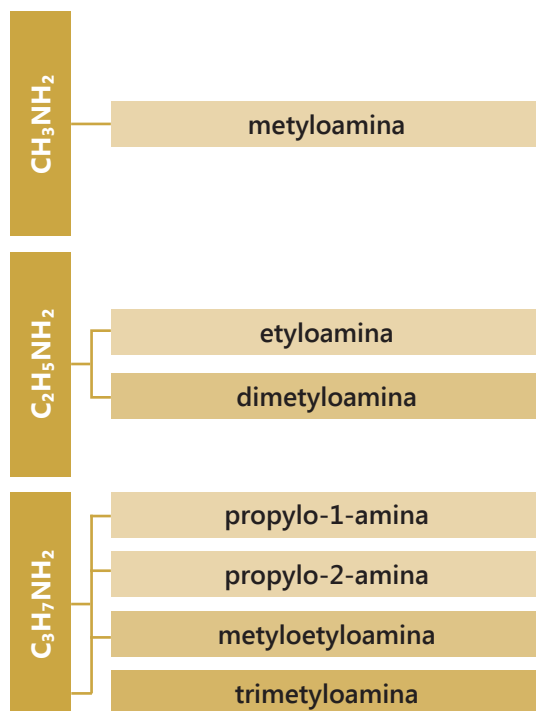 CH₃NH₂
metyloamina
C₂H₅NH₂
etyloamina
dimetyloamina
C₃H₇NH₂
propylo-1-amina
propylo-2-amina
metyloetyloamina
trimetyloamina